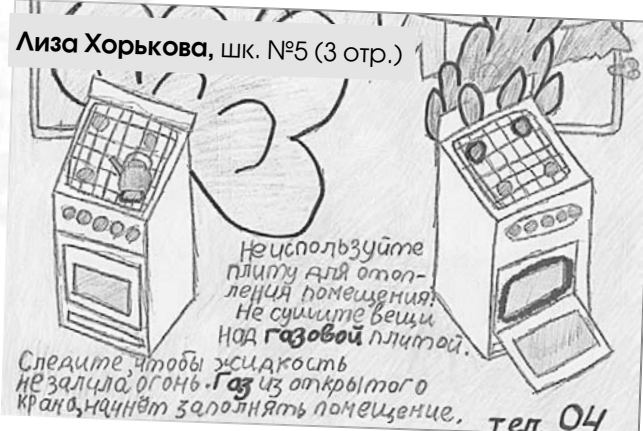 Лиза Хорькова, шк. №5 (3 отр.)
Не используйте
плиту для отоп-
ления помещения!
Не сушите вещи
над газовой плитой.
Следите, чтобы жидкость
не залила огонь. Газ из открытого
крана, начнёт заполнять помещение.
тел 04